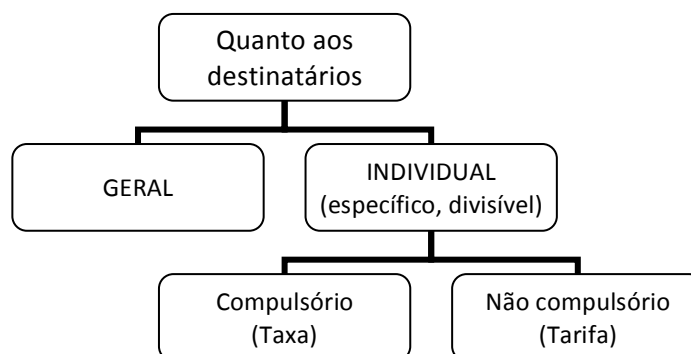 Quanto aos
destinatários
GERAL
INDIVIDUAL
(específico, divisível)
Compulsório
(Taxa)
Não compulsório
(Tarifa)